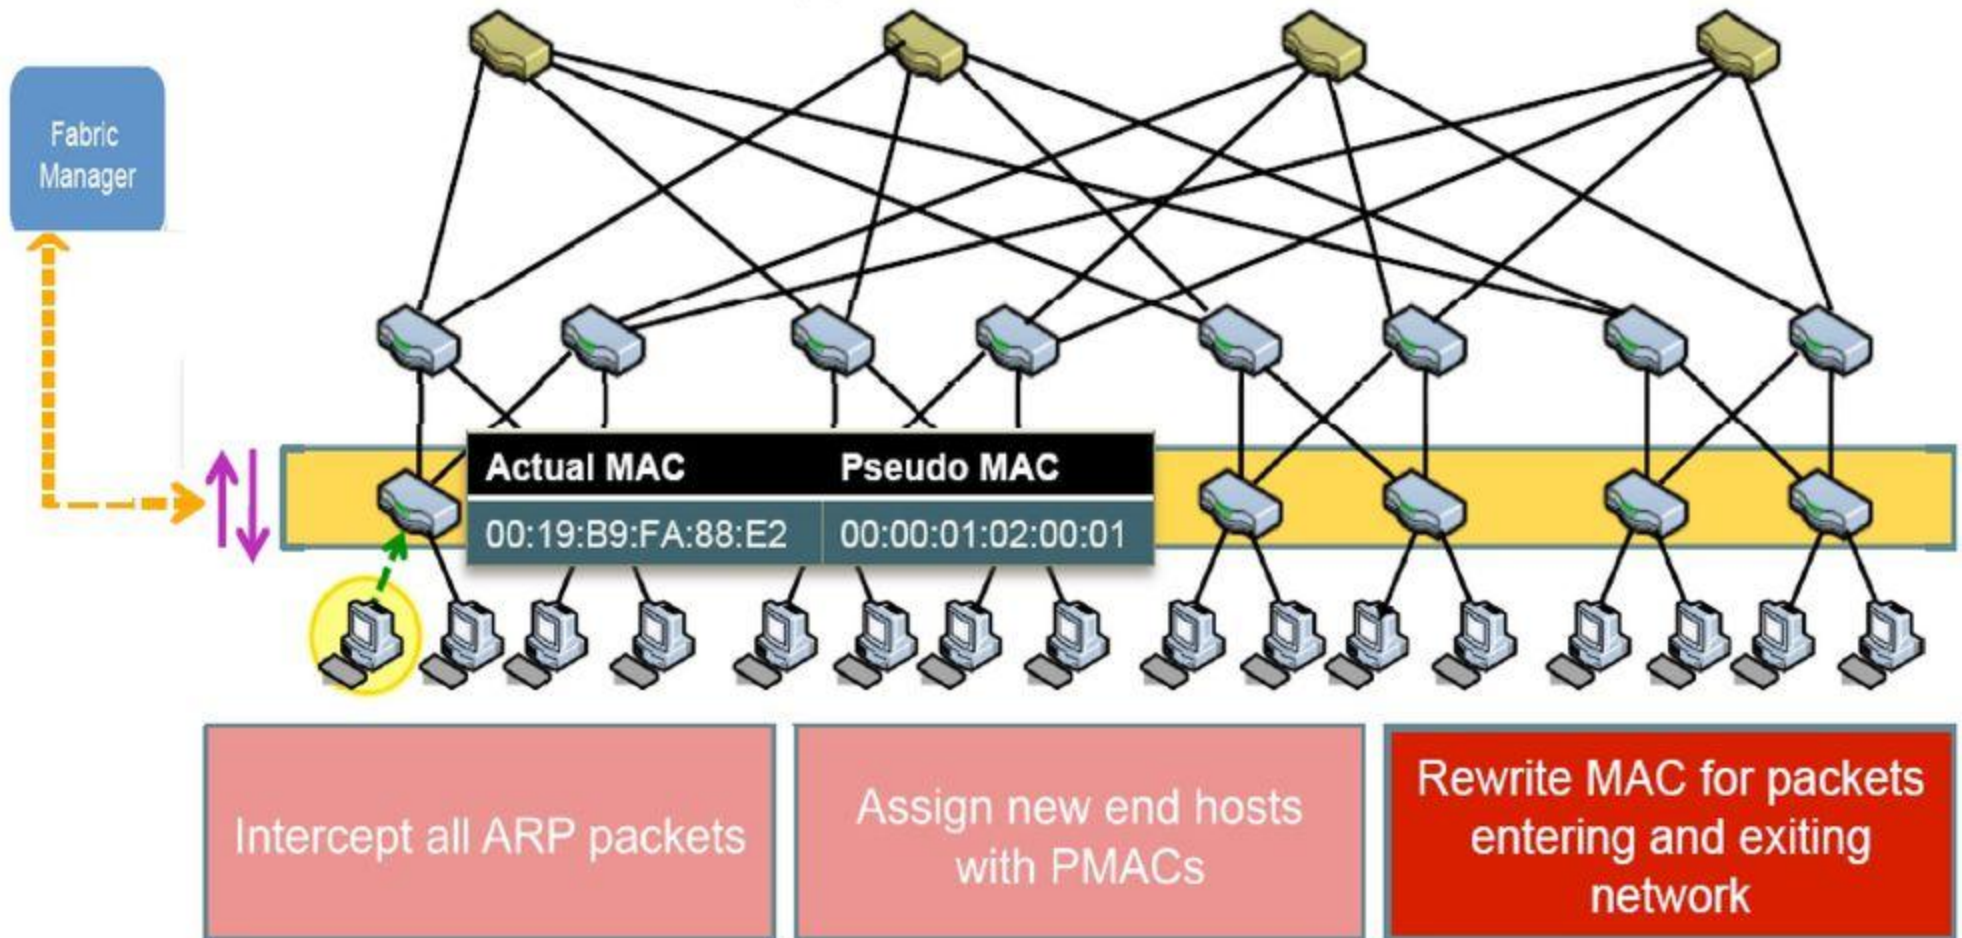 Fabric
Manager
Actual MAC Pseudo MAC
00:19:B9:FA:88:E2 00:00:01:02:00:01
Intercept all ARP packets
Assign new end hosts
with PMACs
Rewrite MAC for packets
entering and exiting
network